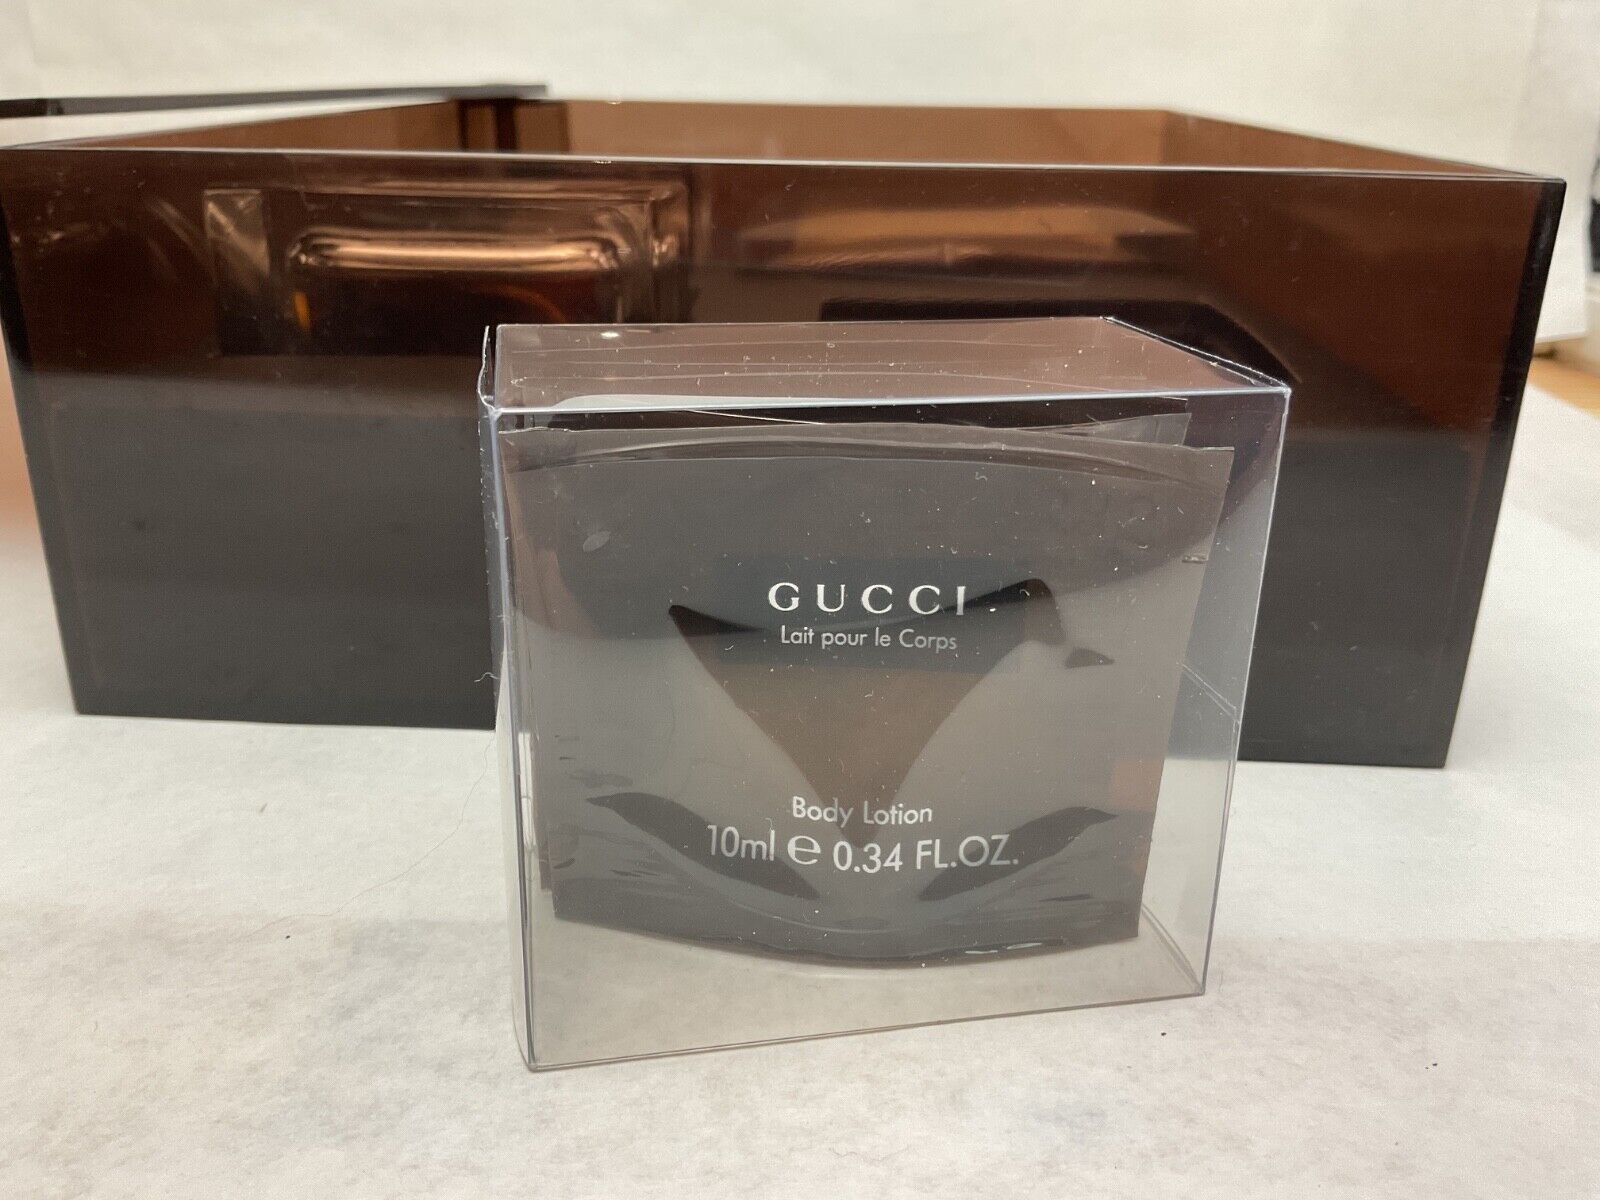 GUCCI
Lait pour le Corps
Body Lotion
10ml ℮ 0.34 FL.OZ.